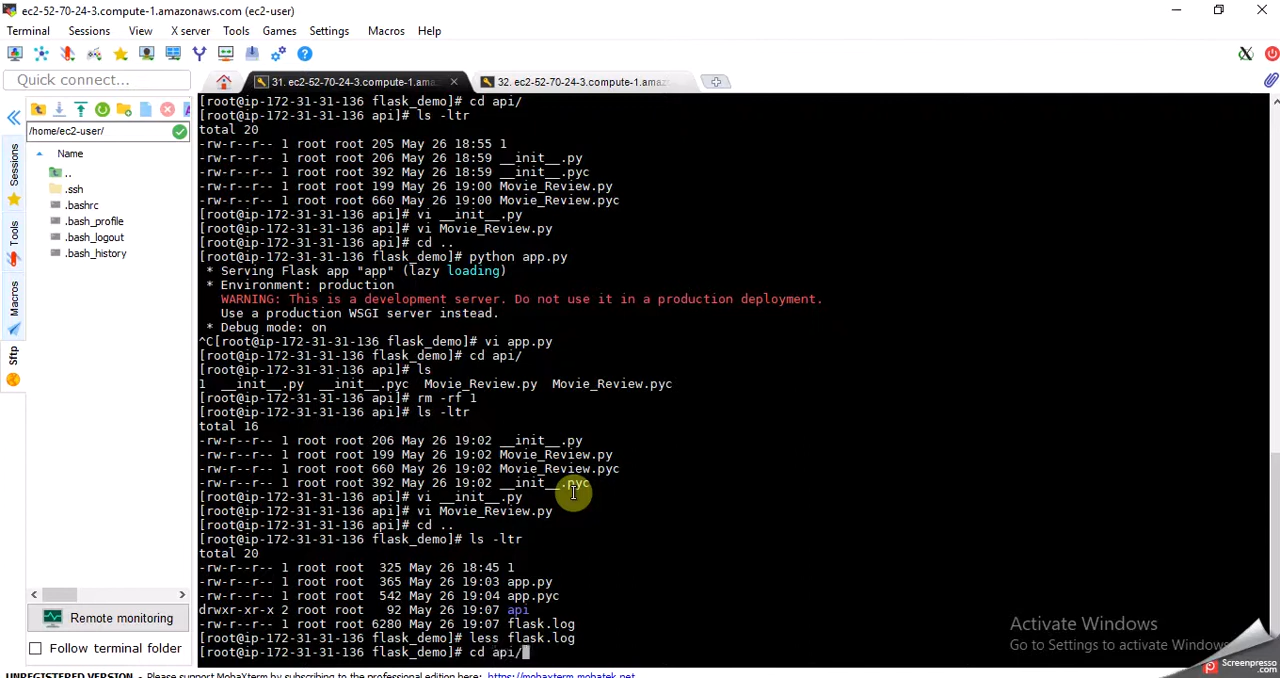 ec2-52-70-24-3.compute-1.amazonaws.com (ec2-user)
Terminal Sessions View X server Tools Games Settings Macros Help
Quick connect...
31. ec2-52-70-24-3.compute-1.ama
32. ec2-52-70-24-3.compute-1.amaz
/home/ec2-user/
Name
..
.ssh
.bashrc
.bash_profile
.bash_logout
.bash_history
Sessions
Tools
Macros
Sftp
Remote monitoring
Follow terminal folder
[root@ip-172-31-31-136 flask_demo]# cd api/
[root@ip-172-31-31-136 api]# ls -ltr
total 20
-rw-r--r-- 1 root root 205 May 26 18:55 1
-rw-r--r-- 1 root root 206 May 26 18:59 __init__.py
-rw-r--r-- 1 root root 392 May 26 18:59 __init__.pyc
-rw-r--r-- 1 root root 199 May 26 19:00 Movie_Review.py
-rw-r--r-- 1 root root 660 May 26 19:00 Movie_Review.pyc
[root@ip-172-31-31-136 api]# vi __init__.py
[root@ip-172-31-31-136 api]# vi Movie_Review.py
[root@ip-172-31-31-136 api]# cd ..
[root@ip-172-31-31-136 flask_demo]# python app.py
* Serving Flask app "app" (lazy loading)
* Environment: production
WARNING: This is a development server. Do not use it in a production deployment.
Use a production WSGI server instead.
* Debug mode: on
^C[root@ip-172-31-31-136 flask_demo]# vi app.py
[root@ip-172-31-31-136 flask_demo]# cd api/
[root@ip-172-31-31-136 api]# ls
1 __init__.py __init__.pyc Movie_Review.py Movie_Review.pyc
[root@ip-172-31-31-136 api]# rm -rf 1
[root@ip-172-31-31-136 api]# ls -ltr
total 16
-rw-r--r-- 1 root root 206 May 26 19:02 __init__.py
-rw-r--r-- 1 root root 199 May 26 19:02 Movie_Review.py
-rw-r--r-- 1 root root 660 May 26 19:02 Movie_Review.pyc
-rw-r--r-- 1 root root 392 May 26 19:02 __init__.pyc
[root@ip-172-31-31-136 api]# vi __init__.py
[root@ip-172-31-31-136 api]# vi Movie_Review.py
[root@ip-172-31-31-136 api]# cd ..
[root@ip-172-31-31-136 flask_demo]# ls -ltr
total 20
-rw-r--r-- 1 root root 325 May 26 18:45 1
-rw-r--r-- 1 root root 365 May 26 19:03 app.py
-rw-r--r-- 1 root root 542 May 26 19:04 app.pyc
drwxr-xr-x 2 root root 92 May 26 19:07 api
-rw-r--r-- 1 root root 6280 May 26 19:07 flask.log
[root@ip-172-31-31-136 flask_demo]# less flask.log
[root@ip-172-31-31-136 flask_demo]# cd api/
Activate Windows
Go to Settings to activate Windows.
Screenpresso
.com
UNREGISTERED VERSION - Please support MobaXterm by subscribing to the professional edition here: https://mobaxterm.mobatek.net